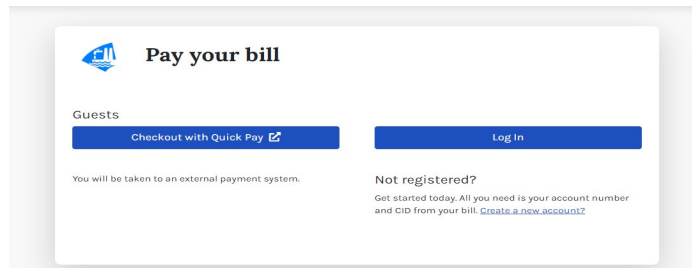 Pay your bill
Guests
Checkout with Quick Pay
You will be taken to an external payment system.
Log In
Not registered?
Get started today. All you need is your account number
and CID from your bill. Create a new account?